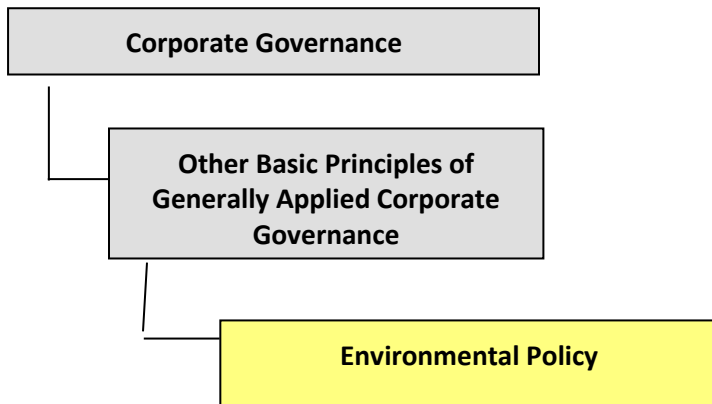 Corporate Governance
Other Basic Principles of
Generally Applied Corporate
Governance
Environmental Policy